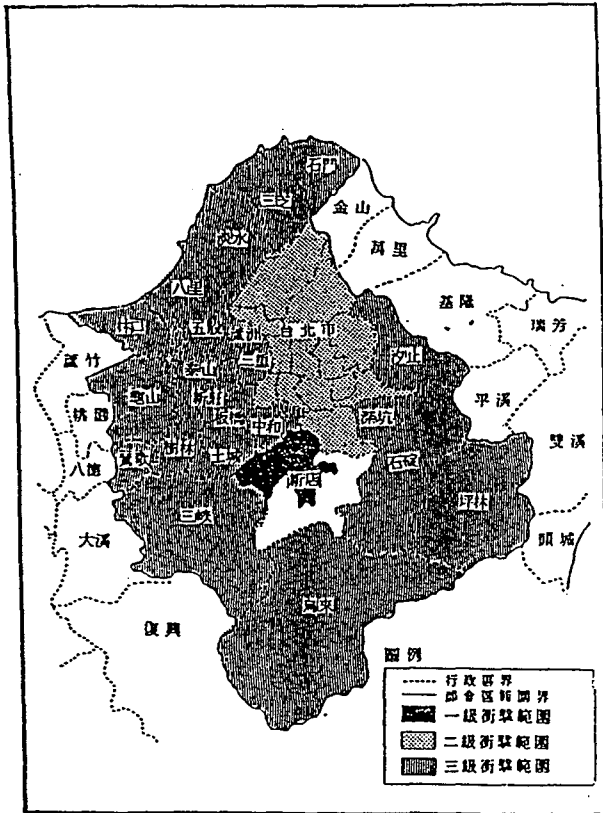 石門
三芝
金山
淡水
萬里
八里
基隆
林口
五股
蘆洲
台北市
瑞芳
蘆竹
三重
汐止
泰山
平溪
龜山
新莊
桃園
板橋
中和
深坑
雙溪
鶯歌
樹林
土城
石碇
八德
新店
坪林
三峽
大溪
頭城
烏來
復興
圖例
行政區界
都會區範圍界
一級衝擊範圍
二級衝擊範圍
三級衝擊範圍